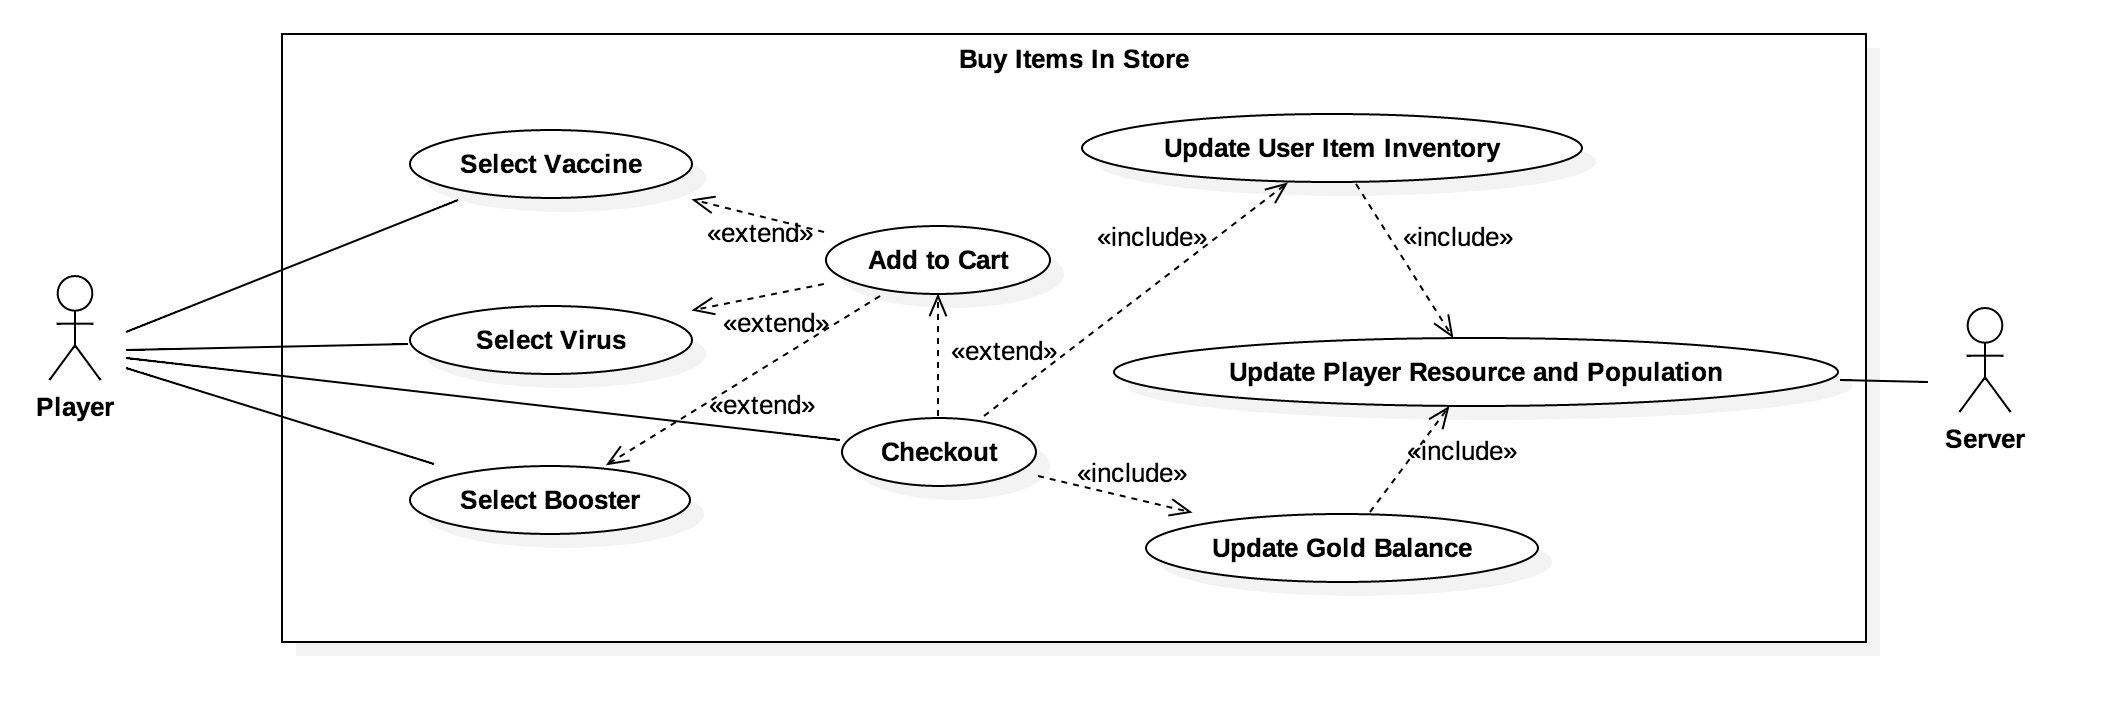 Buy Items In Store
Select Vaccine
Update User Item Inventory
«extend»
«include»
«include»
Add to Cart
Select Virus
«extend»
«extend»
Update Player Resource and Population
Player
«extend»
Checkout
«include»
«include»
Server
Select Booster
Update Gold Balance